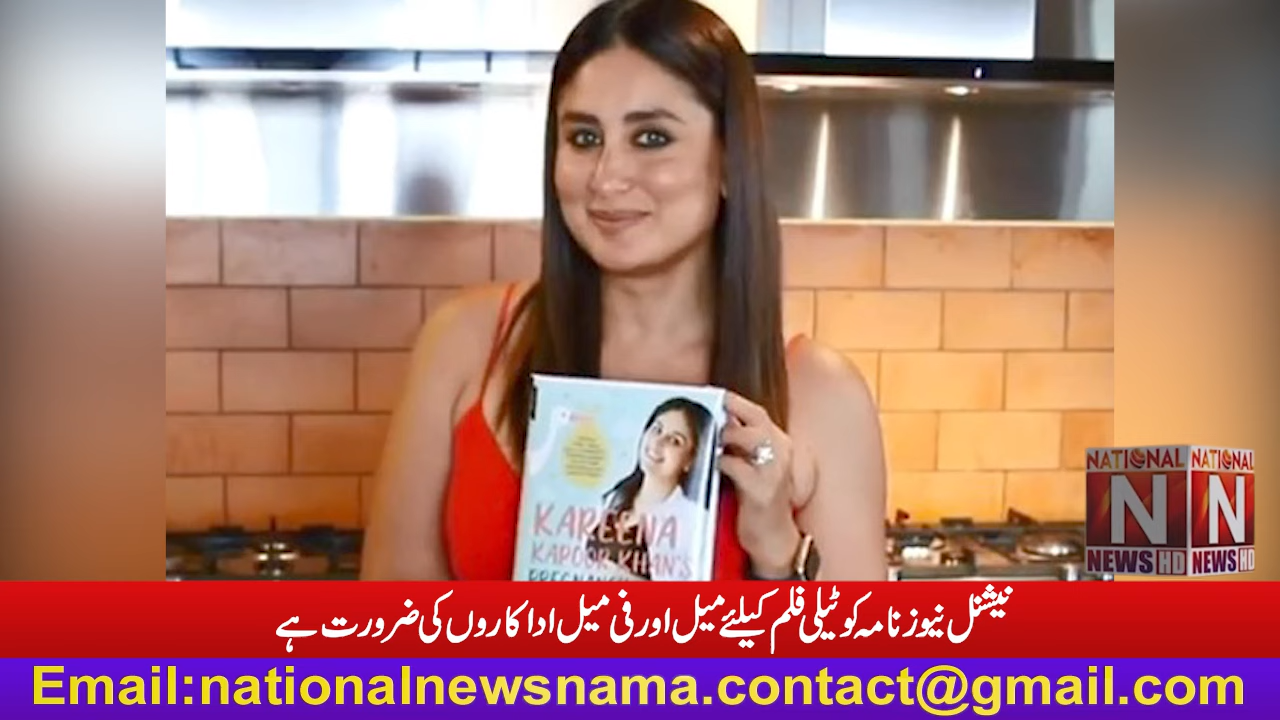 KAREENA
KAPOOR KHAN'S
NATIONAL
N
NEWS HD
NATIONAL
N
NEWS HD
نیشنل نیوز نامہ کو ٹیلی فلم کیلئے میل اور فی میل اداکاروں کی ضرورت ہے
Email:nationalnewsnama.contact@gmail.com